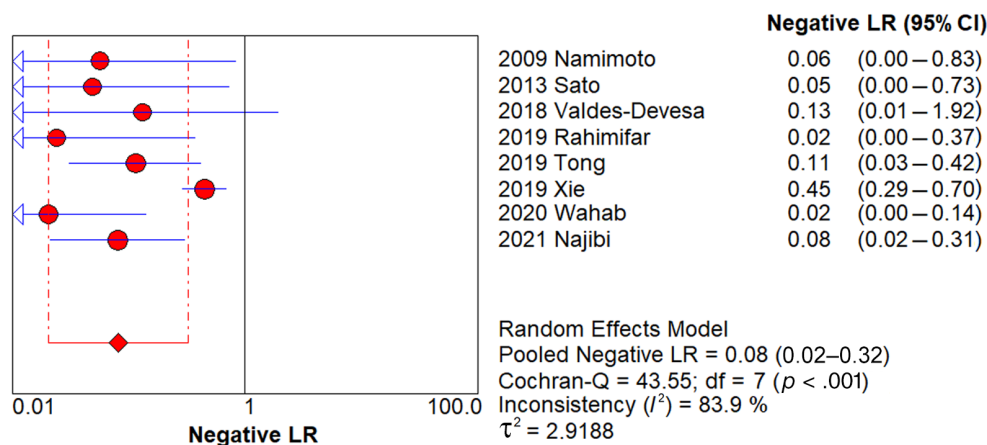 Negative LR (95% CI)
2009 Namimoto 0.06 (0.00 – 0.83)
2013 Sato 0.05 (0.00 – 0.73)
2018 Valdes-Devesa 0.13 (0.01 – 1.92)
2019 Rahimifar 0.02 (0.00 – 0.37)
2019 Tong 0.11 (0.03 – 0.42)
2019 Xie 0.45 (0.29 – 0.70)
2020 Wahab 0.02 (0.00 – 0.14)
2021 Najibi 0.08 (0.02 – 0.31)
Random Effects Model
Pooled Negative LR = 0.08 (0.02–0.32)
Cochran-Q = 43.55; df = 7 (p < .001)
Inconsistency (I²) = 83.9 %
τ² = 2.9188
0.01 1 100.0
Negative LR